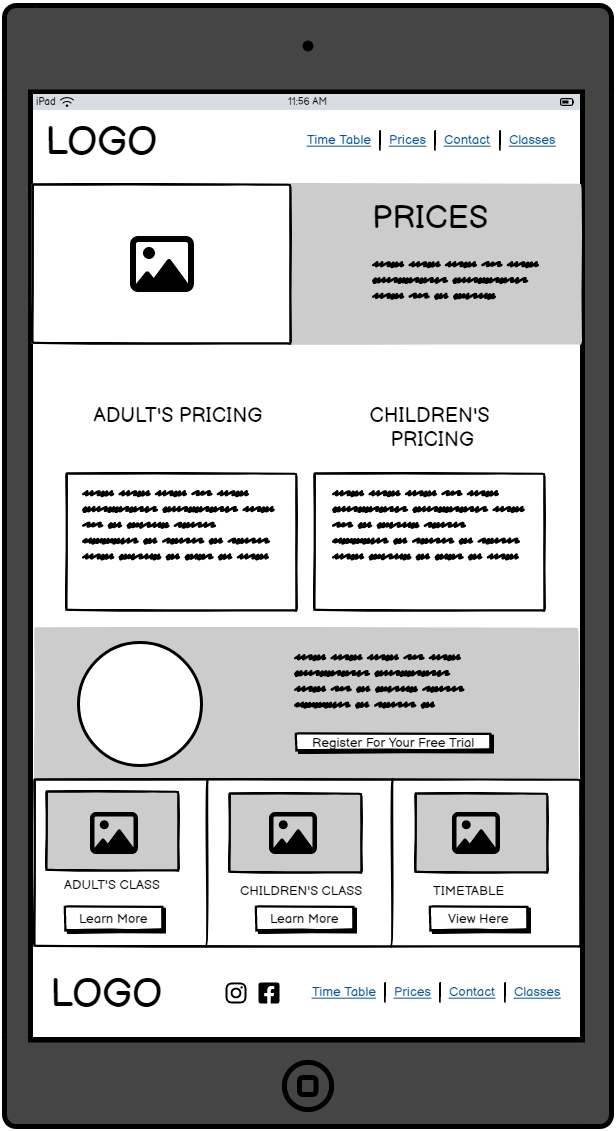 iPad
11:56 AM
LOGO
Time Table | Prices | Contact | Classes
PRICES
ADULT'S PRICING
CHILDREN'S
PRICING
Register For Your Free Trial
ADULT'S CLASS
Learn More
CHILDREN'S CLASS
Learn More
TIMETABLE
View Here
LOGO
Time Table | Prices | Contact | Classes